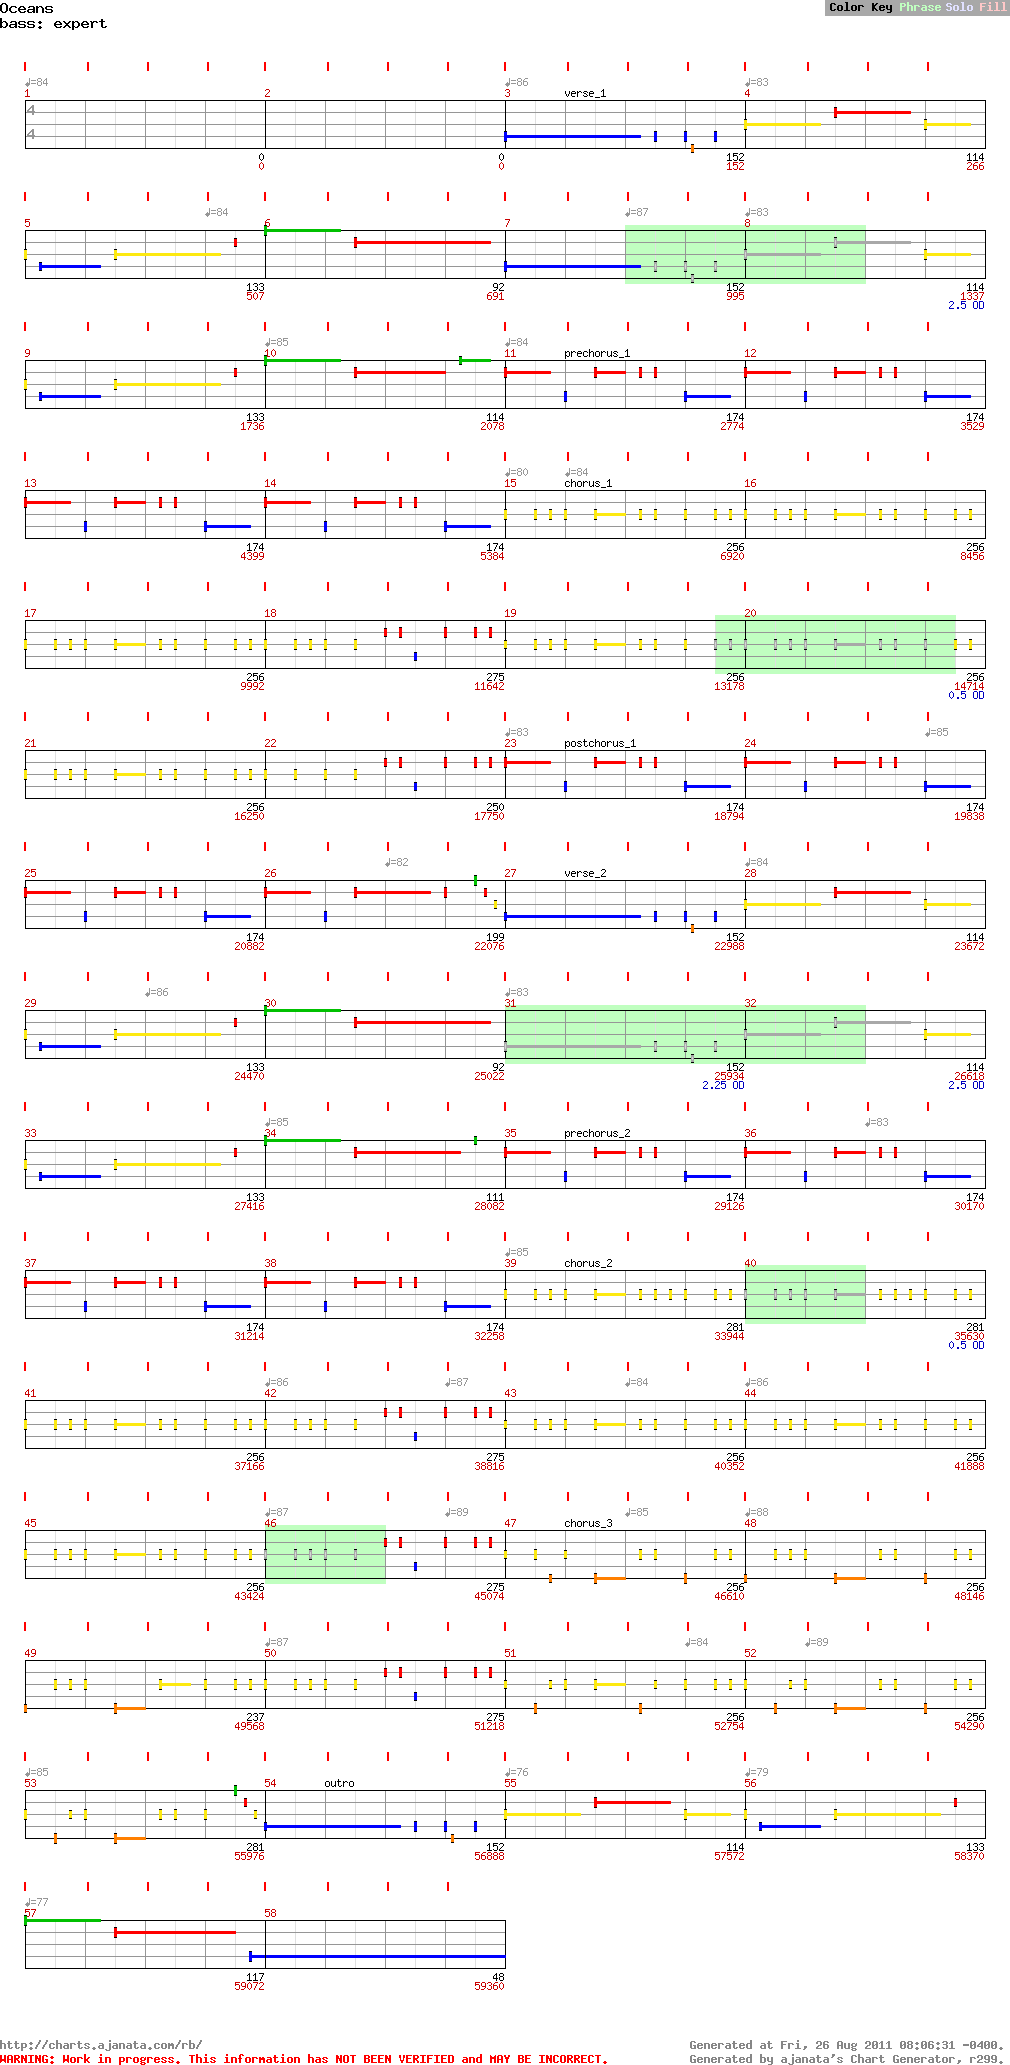 Oceans
bass: expert
Color Key Phrase Solo Fill
♩=84 ♩=86 ♩=83
1 2 3 verse_1 4
4
4
0 0 152 114
0 0 152 266
♩=84 ♩=87 ♩=83
5 6 7 8
133 92 152 114
507 691 995 1337
2.5 OD
♩=85 ♩=84
9 10 11 prechorus_1 12
133 114 174 174
1736 2078 2774 3529
♩=80 ♩=84
13 14 15 chorus_1 16
174 174 256 256
4399 5384 6920 8456
17 18 19 20
256 275 256 256
9992 11642 13178 14714
0.5 OD
♩=83 ♩=85
21 22 23 postchorus_1 24
256 250 174 174
16250 17750 18794 19838
♩=82 ♩=84
25 26 27 verse_2 28
174 199 152 114
20882 22076 22988 23672
♩=86 ♩=83
29 30 31 32
133 92 152 114
24470 25022 25934 26618
2.25 OD 2.5 OD
♩=85 ♩=83
33 34 35 prechorus_2 36
133 111 174 174
27416 28082 29126 30170
♩=85
37 38 39 chorus_2 40
174 174 281 281
31214 32258 33944 35630
0.5 OD
♩=86 ♩=87 ♩=84 ♩=86
41 42 43 44
256 275 256 256
37166 38816 40352 41888
♩=87 ♩=89 ♩=85 ♩=88
45 46 47 chorus_3 48
256 275 256 256
43424 45074 46610 48146
♩=87 ♩=84 ♩=89
49 50 51 52
237 275 256 256
49568 51218 52754 54290
♩=85 ♩=76 ♩=79
53 54 outro 55 56
281 152 114 133
55976 56888 57572 58370
♩=77
57 58
117 48
59072 59360
http://charts.ajanata.com/rb/ Generated at Fri, 26 Aug 2011 08:06:31 -0400.
WARNING: Work in progress. This information has NOT BEEN VERIFIED and MAY BE INCORRECT. Generated by ajanata's Chart Generator, r299.